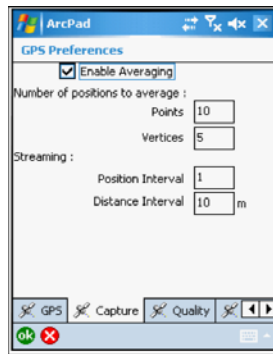 ArcPad
GPS Preferences
Enable Averaging
Number of positions to average :
Points 10
Vertices 5
Streaming :
Position Interval 1
Distance Interval 10 m
GPS Capture Quality
ok